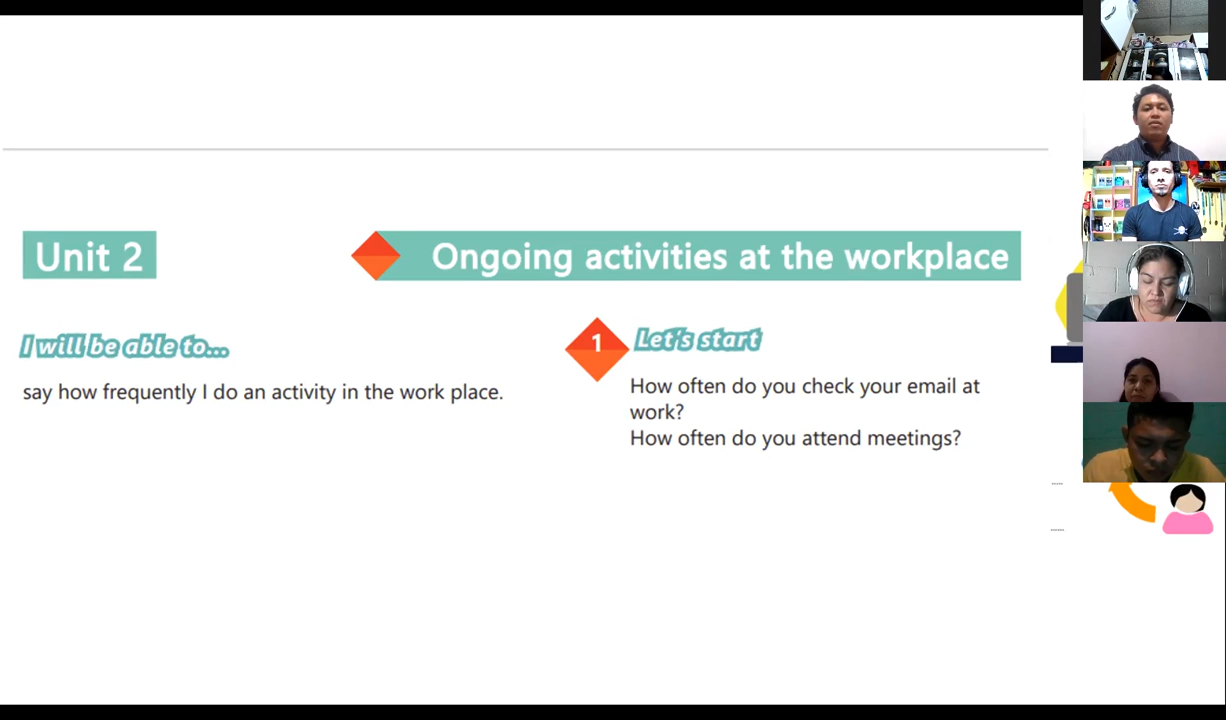 Unit 2
Ongoing activities at the workplace
I will be able to...
say how frequently I do an activity in the work place.
1
Let's start
How often do you check your email at
work?
How often do you attend meetings?